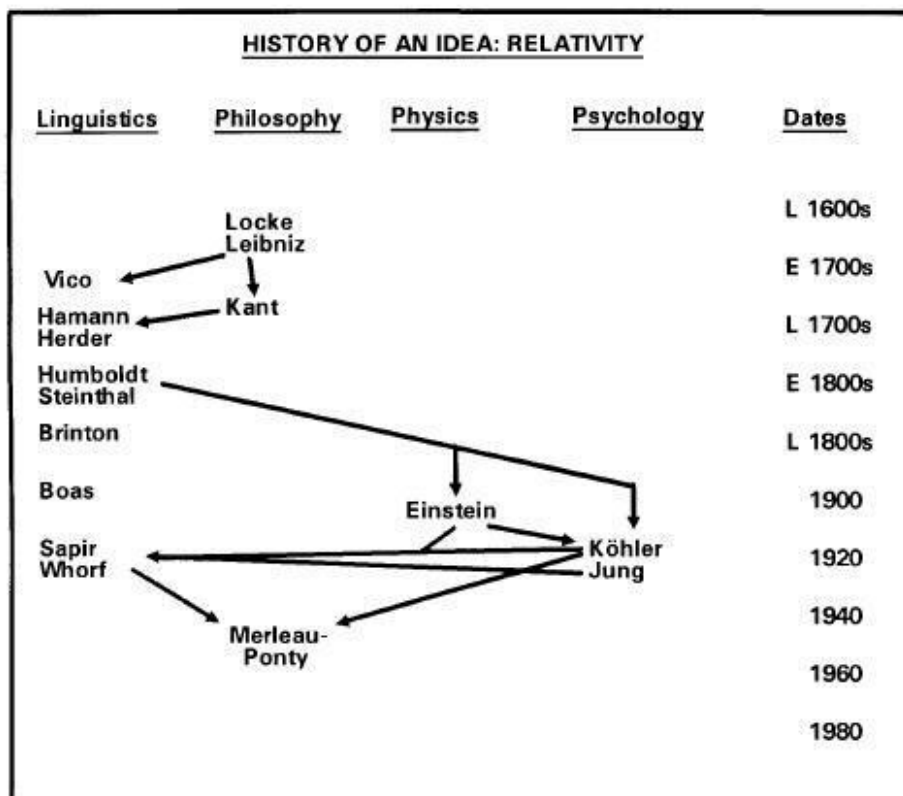 HISTORY OF AN IDEA: RELATIVITY
Linguistics Philosophy Physics Psychology Dates
L 1600s
Locke
Leibniz
E 1700s
Vico
Kant
Hamann
Herder
L 1700s
Humboldt
Steinthal
E 1800s
Brinton
L 1800s
Boas
1900
Einstein
Sapir
Whorf
Köhler
Jung
1920
1940
Merleau-
Ponty
1960
1980